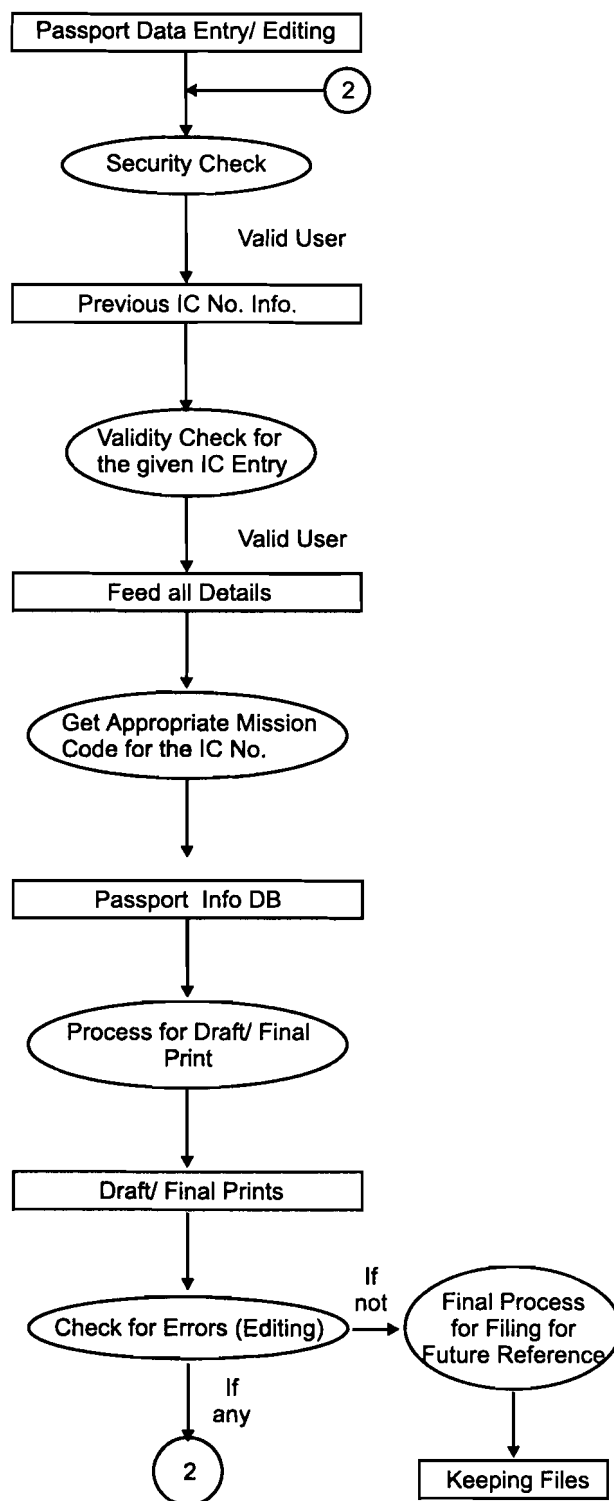 Passport Data Entry/ Editing
2
Security Check
Valid User
Previous IC No. Info.
Validity Check for
the given IC Entry
Valid User
Feed all Details
Get Appropriate Mission
Code for the IC No.
Passport Info DB
Process for Draft/ Final
Print
Draft/ Final Prints
Check for Errors (Editing)
If
not
Final Process
for Filing for
Future Reference
If
any
2
Keeping Files